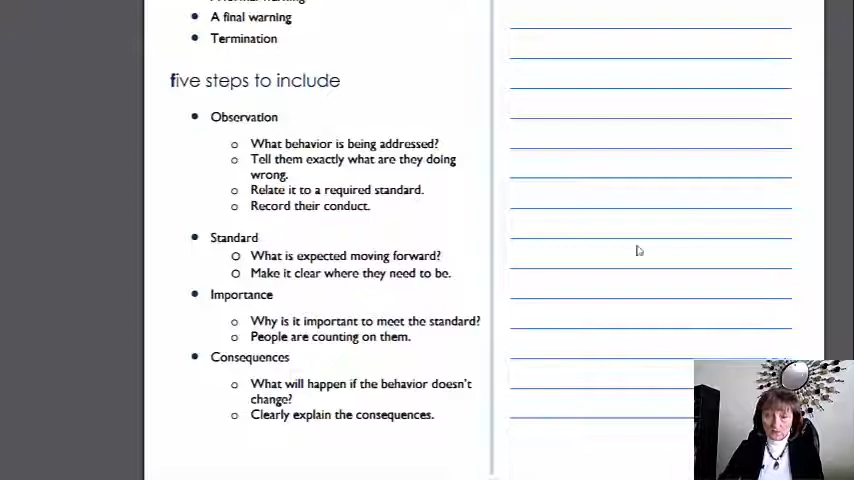 A final warning
Termination
five steps to include
Observation
What behavior is being addressed?
Tell them exactly what are they doing
wrong.
Relate it to a required standard.
Record their conduct.
Standard
What is expected moving forward?
Make it clear where they need to be.
Importance
Why is it important to meet the standard?
People are counting on them.
Consequences
What will happen if the behavior doesn't
change?
Clearly explain the consequences.